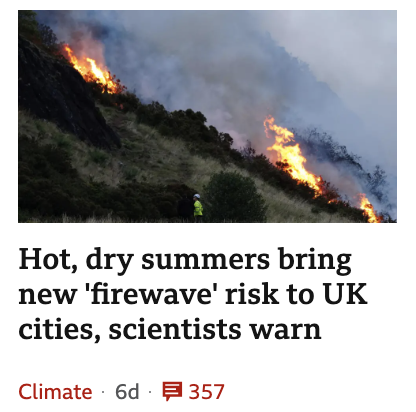 Hot, dry summers bring
new 'firewave' risk to UK
cities, scientists warn
Climate · 6d · 357